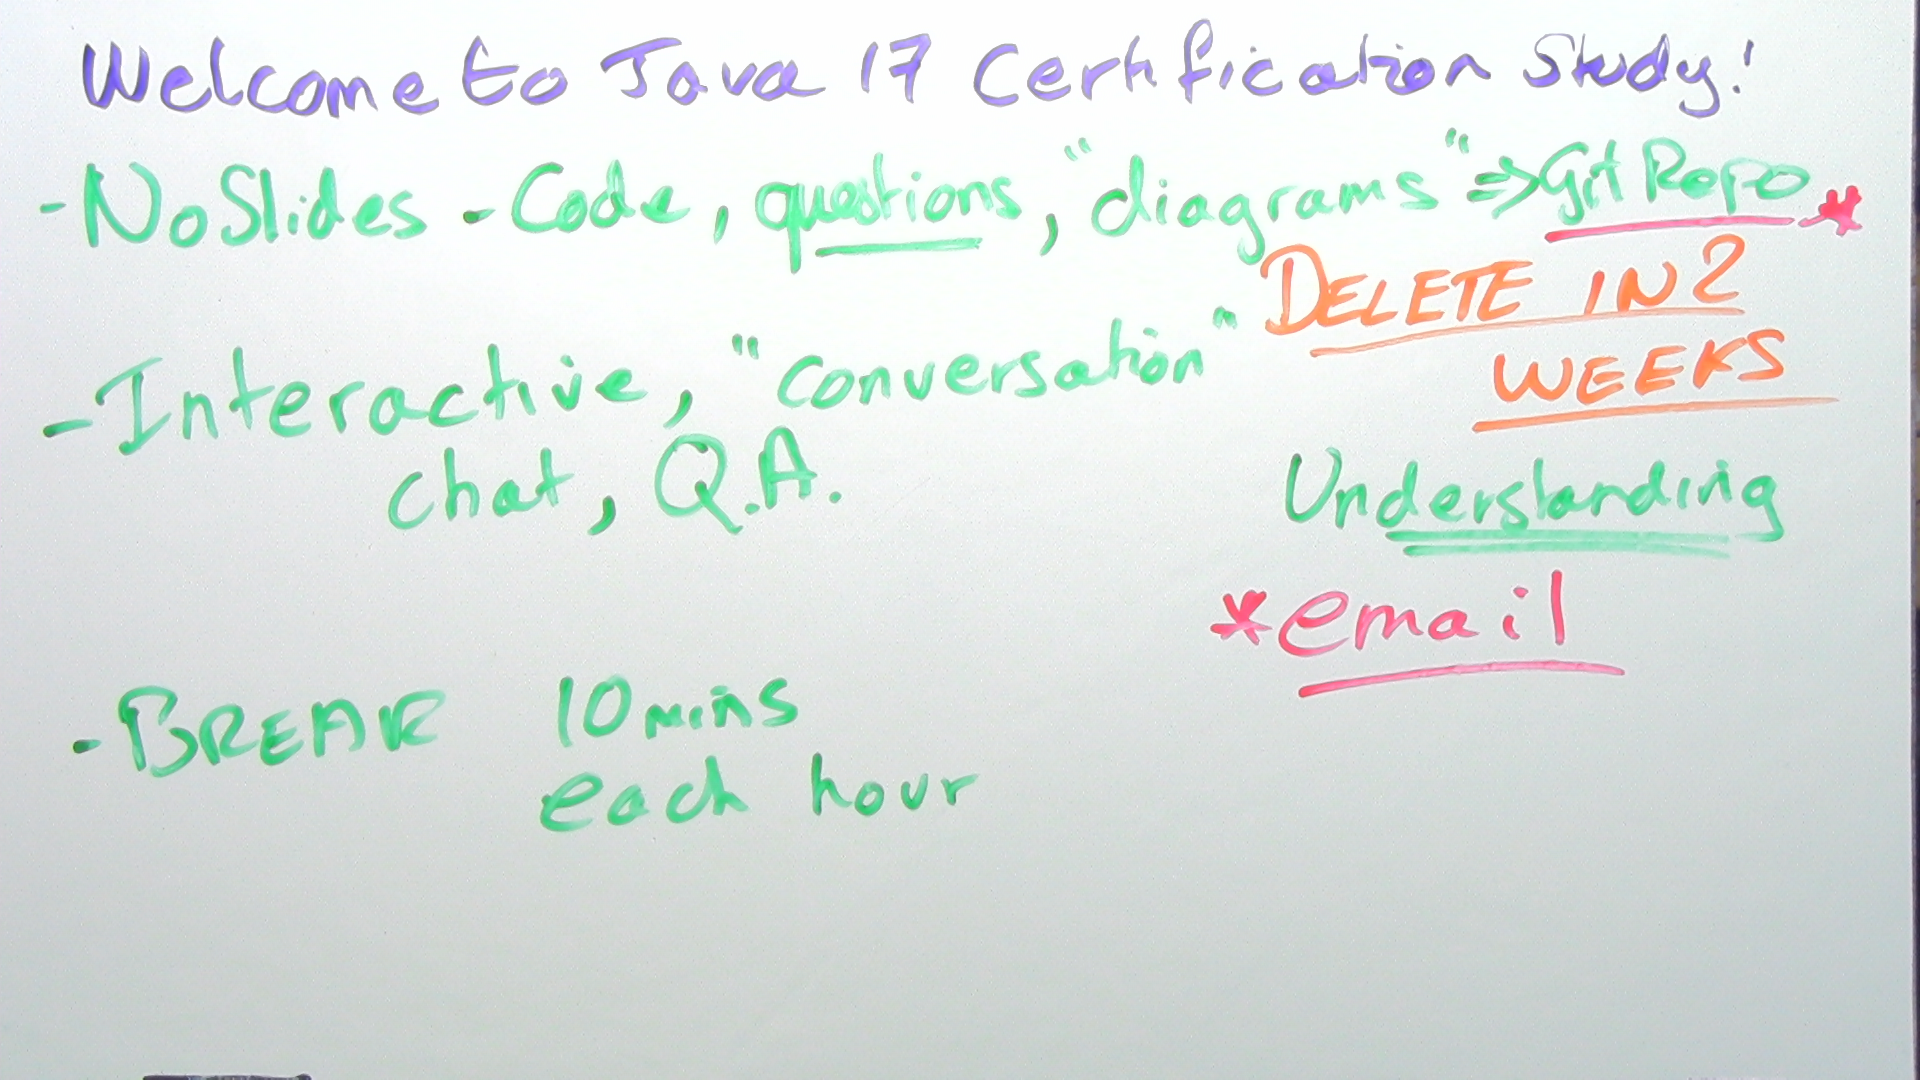 Welcome to Java 17 Certification Study!
- No Slides - Code, questions, "diagrams" => Git Repo *
DELETE IN 2
WEEKS
- Interactive, "conversation"
chat, Q.A.
Understanding
* email
- BREAK 10 mins
each hour